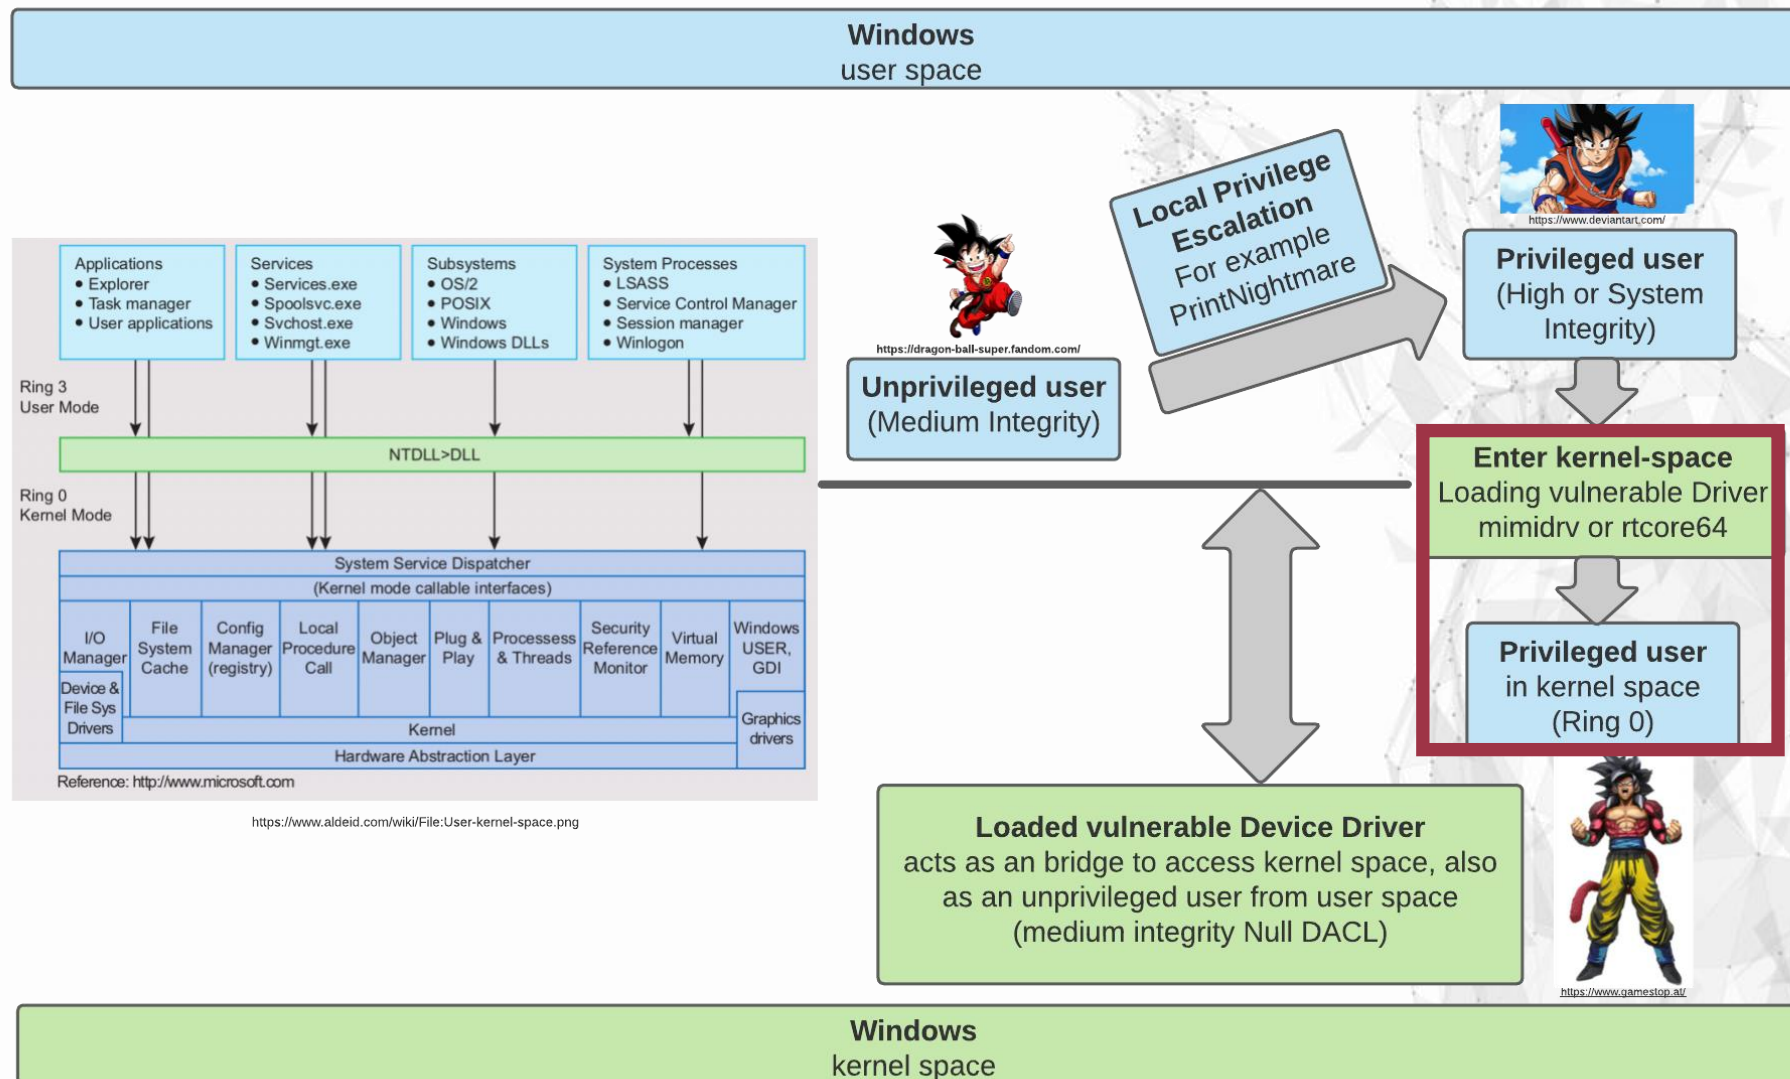 Windows
user space
https://www.deviantart.com/
Local Privilege
Escalation
For example
PrintNightmare
Privileged user
(High or System
Integrity)
https://dragon-ball-super.fandom.com/
Unprivileged user
(Medium Integrity)
Applications
• Explorer
• Task manager
• User applications
Services
• Services.exe
• Spoolsvc.exe
• Svchost.exe
• Winmgt.exe
Subsystems
• OS/2
• POSIX
• Windows
• Windows DLLs
System Processes
• LSASS
• Service Control Manager
• Session manager
• Winlogon
Ring 3
User Mode
NTDLL>DLL
Ring 0
Kernel Mode
System Service Dispatcher
(Kernel mode callable interfaces)
I/O
Manager
File
System
Cache
Config
Manager
(registry)
Local
Procedure
Call
Object
Manager
Plug &
Play
Processess
& Threads
Security
Reference
Monitor
Virtual
Memory
Windows
USER,
GDI
Device &
File Sys
Drivers
Graphics
drivers
Kernel
Hardware Abstraction Layer
Reference: http://www.microsoft.com
https://www.aldeid.com/wiki/File:User-kernel-space.png
Enter kernel-space
Loading vulnerable Driver
mimidrv or rtcore64
Privileged user
in kernel space
(Ring 0)
Loaded vulnerable Device Driver
acts as an bridge to access kernel space, also
as an unprivileged user from user space
(medium integrity Null DACL)
https://www.gamestop.at/
Windows
kernel space